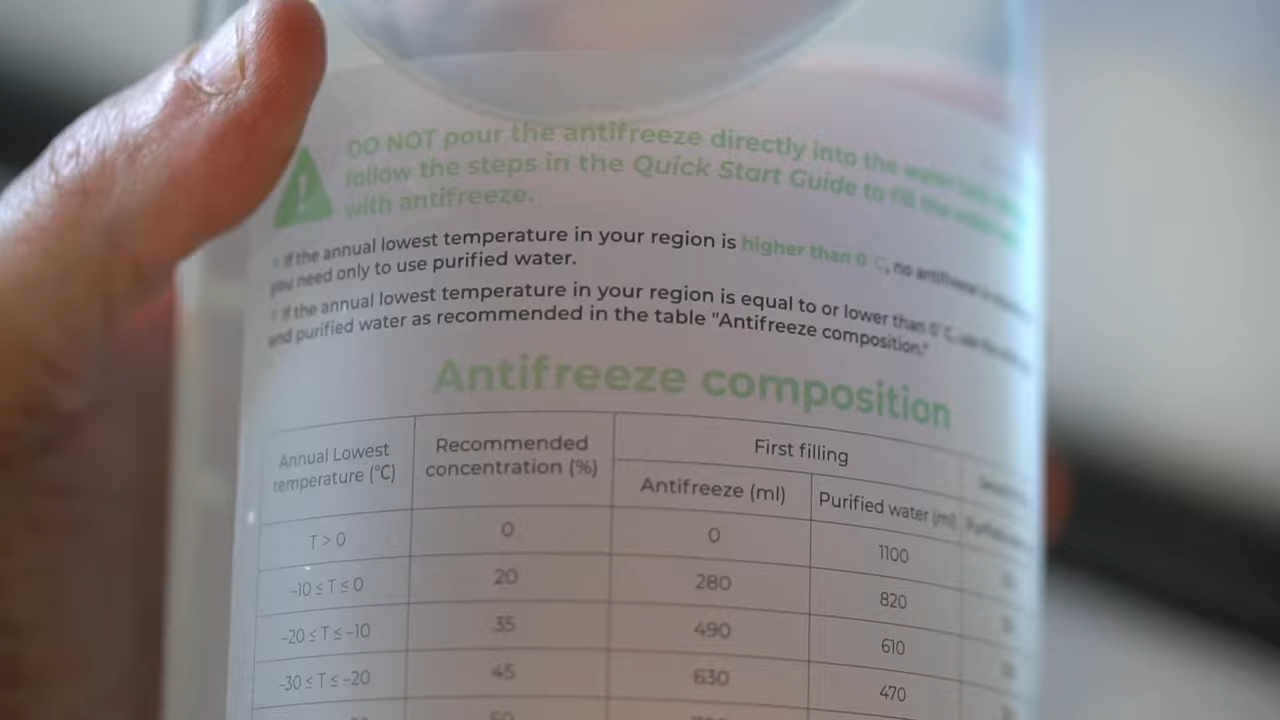 DO NOT pour the antifreeze directly into the water
follow the steps in the Quick Start Guide to fill the
with antifreeze.
If the annual lowest temperature in your region is higher than 0 °C, no
you need only to use purified water.
If the annual lowest temperature in your region is equal to or lower than 0 °C,
and purified water as recommended in the table "Antifreeze composition."
Antifreeze composition
Annual Lowest temperature (°C) Recommended concentration (%) First filling
Antifreeze (ml) Purified water (ml)
T > 0 0 0 1100
-10 ≤ T ≤ 0 20 280 820
-20 ≤ T ≤ -10 35 490 610
-30 ≤ T ≤ -20 45 630 470